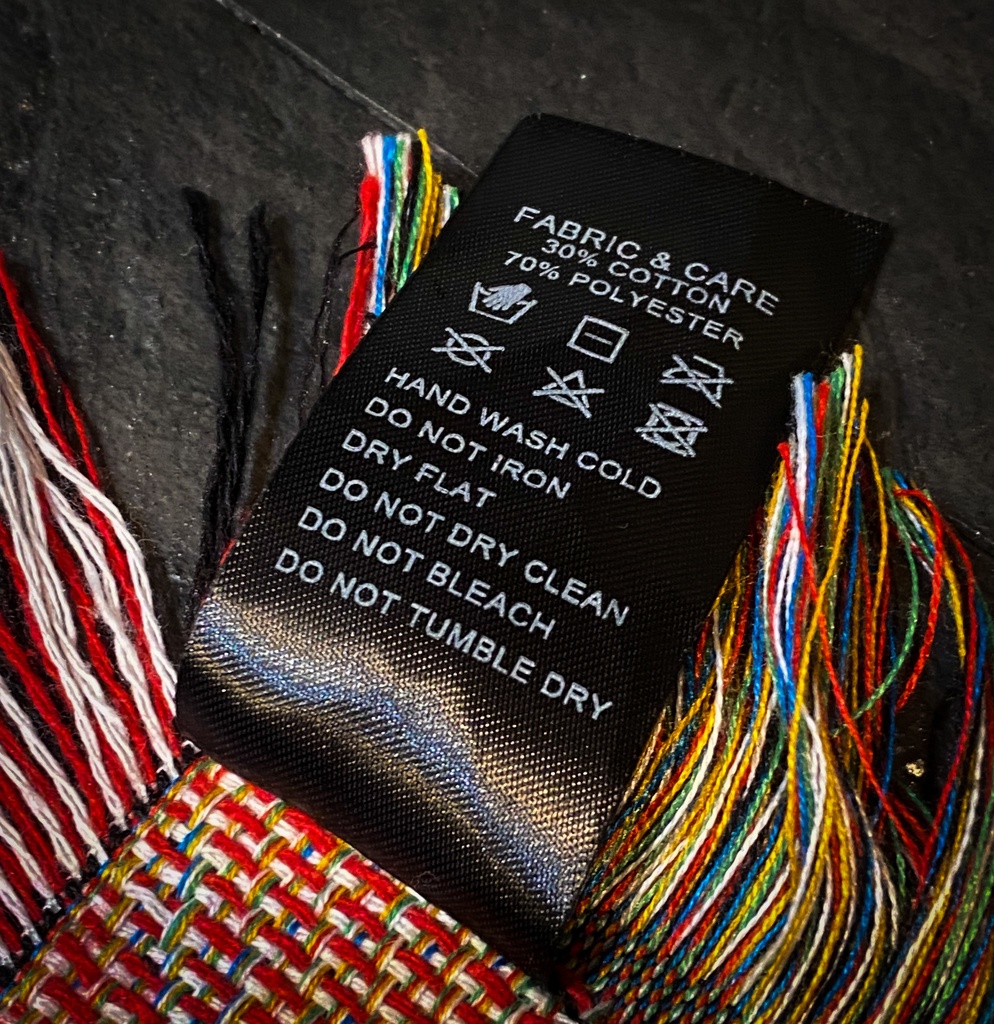 FABRIC & CARE
30% COTTON
70% POLYESTER
HAND WASH COLD
DO NOT IRON
DRY FLAT
DO NOT DRY CLEAN
DO NOT BLEACH
DO NOT TUMBLE DRY